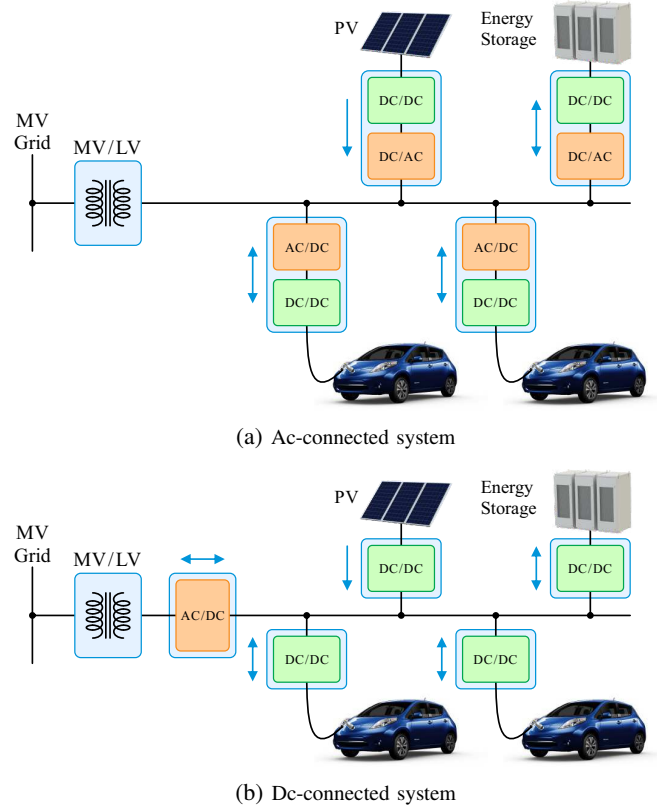 PV
Energy
Storage
DC/DC
DC/DC
MV
Grid
MV/LV
DC/AC
DC/AC
AC/DC
AC/DC
DC/DC
DC/DC
(a) Ac-connected system
PV
Energy
Storage
MV
Grid
MV/LV
DC/DC
DC/DC
AC/DC
DC/DC
DC/DC
(b) Dc-connected system